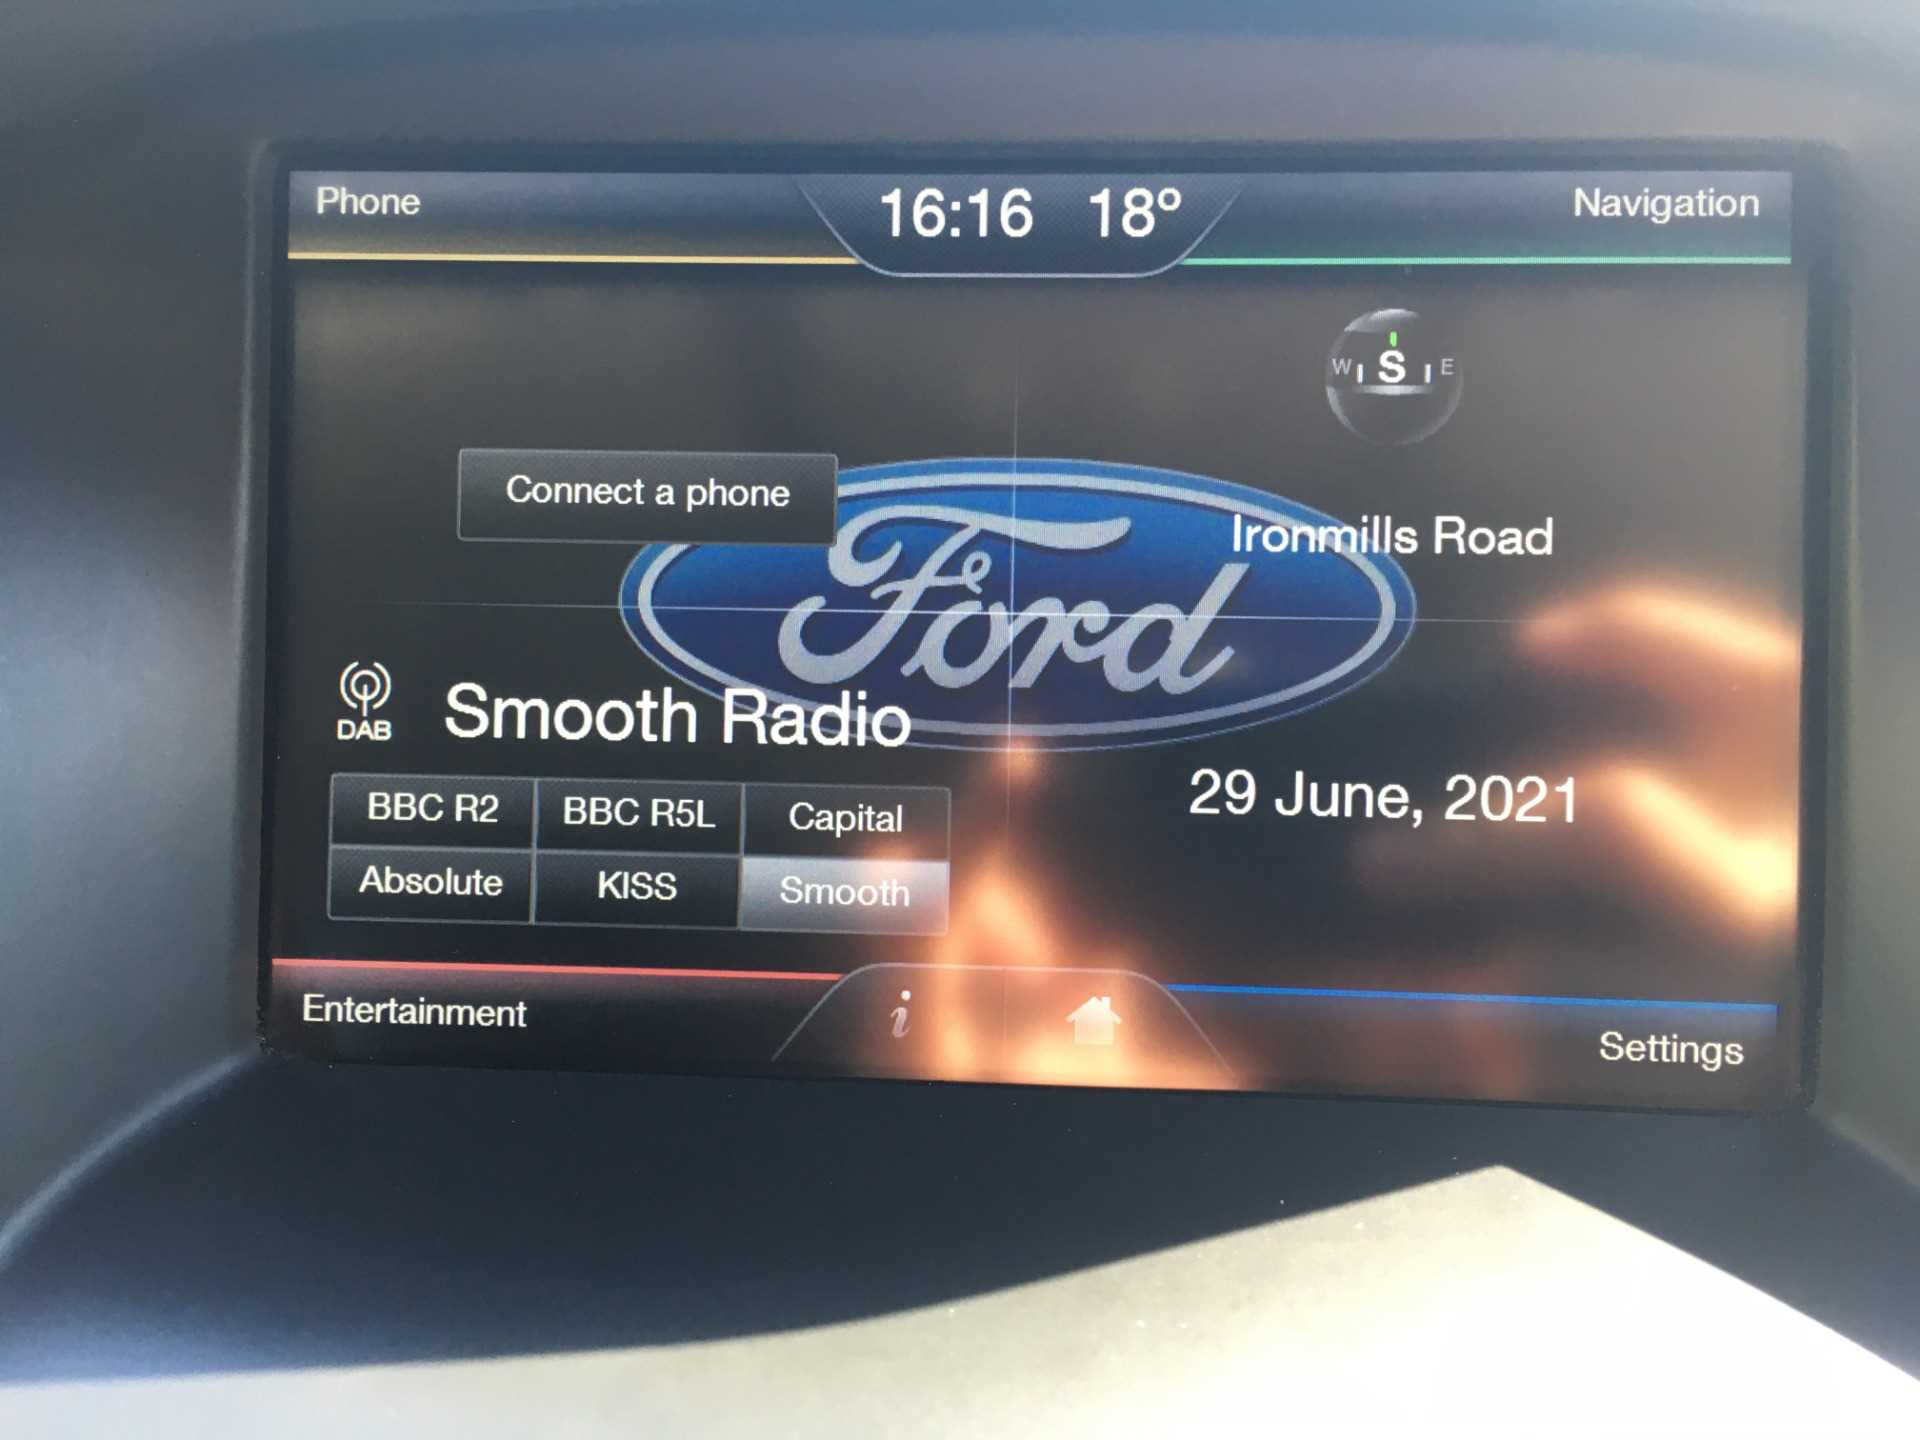 Phone
16:16 18°
Navigation
W S E
Connect a phone
Ironmills Road
Ford
DAB
Smooth Radio
29 June, 2021
BBC R2 BBC R5L Capital
Absolute KISS Smooth
Entertainment
i
Settings